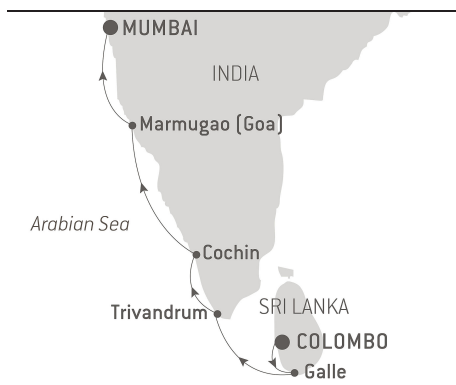 MUMBAI
INDIA
Marmugao (Goa)
Arabian Sea
Cochin
Trivandrum
SRI LANKA
COLOMBO
Galle